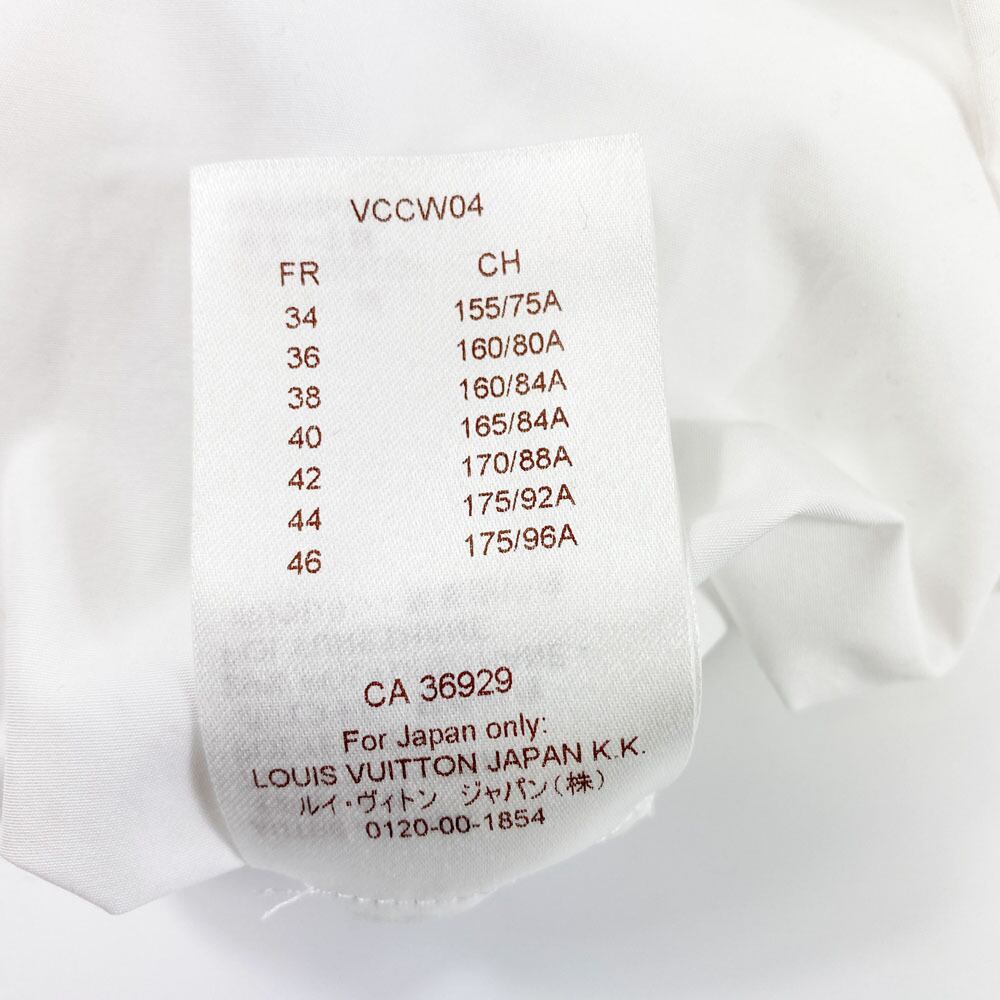 VCCW04
FR CH
34 155/75A
36 160/80A
38 160/84A
40 165/84A
42 170/88A
44 175/92A
46 175/96A
CA 36929
For Japan only:
LOUIS VUITTON JAPAN K.K.
ルイ・ヴィトン ジャパン(株)
0120-00-1854